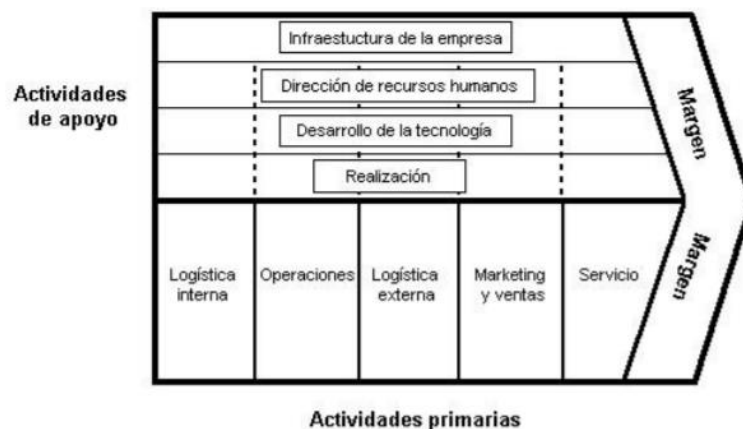 Infraestuctura de la empresa
Dirección de recursos humanos
Actividades
de apoyo
Desarrollo de la tecnología
Realización
Margen
Logística
interna
Operaciones
Logística
externa
Marketing
y ventas
Servicio
Margen
Actividades primarias